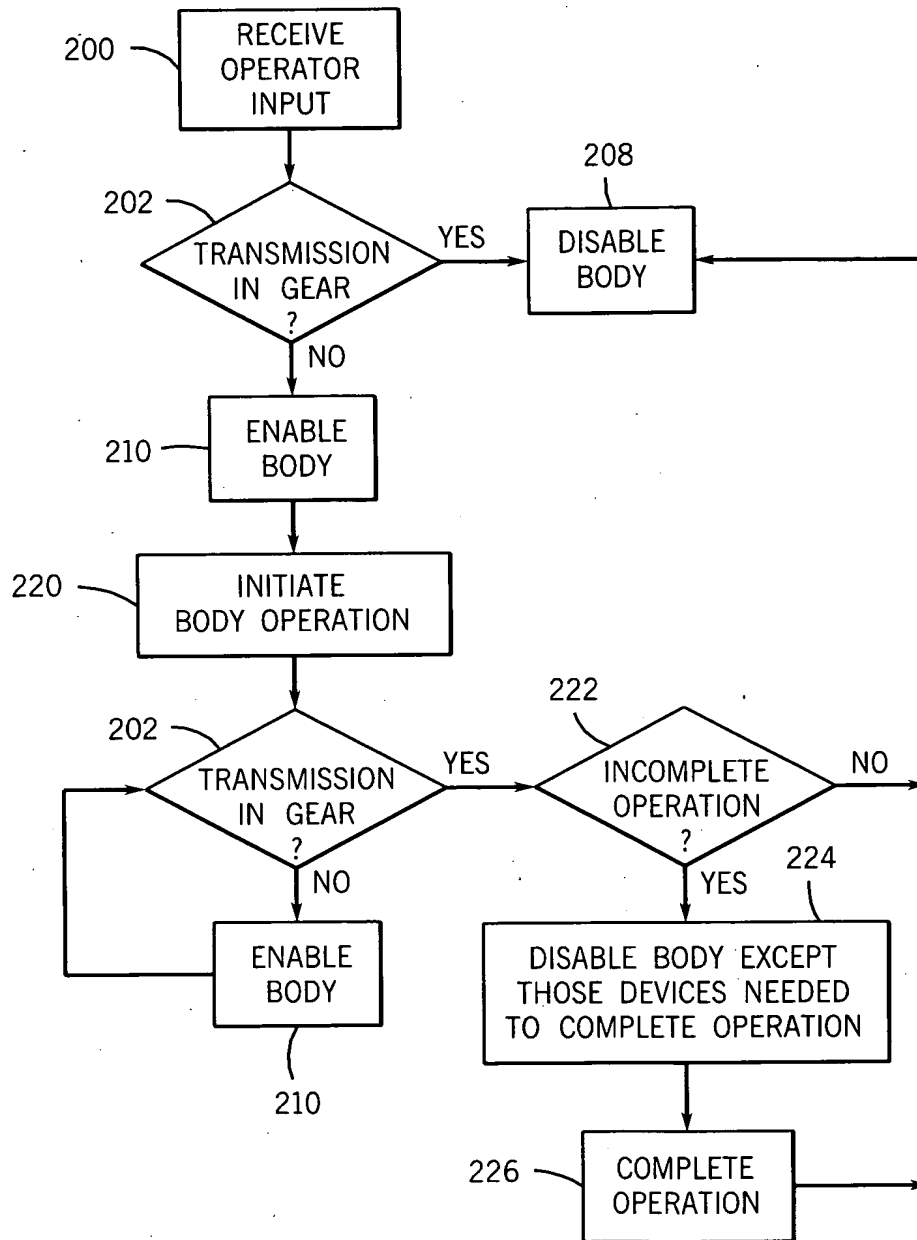 200
RECEIVE
OPERATOR
INPUT
202
TRANSMISSION
IN GEAR
?
YES
208
DISABLE
BODY
NO
210
ENABLE
BODY
220
INITIATE
BODY OPERATION
202
TRANSMISSION
IN GEAR
?
YES
222
INCOMPLETE
OPERATION
?
NO
NO
YES
210
ENABLE
BODY
224
DISABLE BODY EXCEPT
THOSE DEVICES NEEDED
TO COMPLETE OPERATION
226
COMPLETE
OPERATION